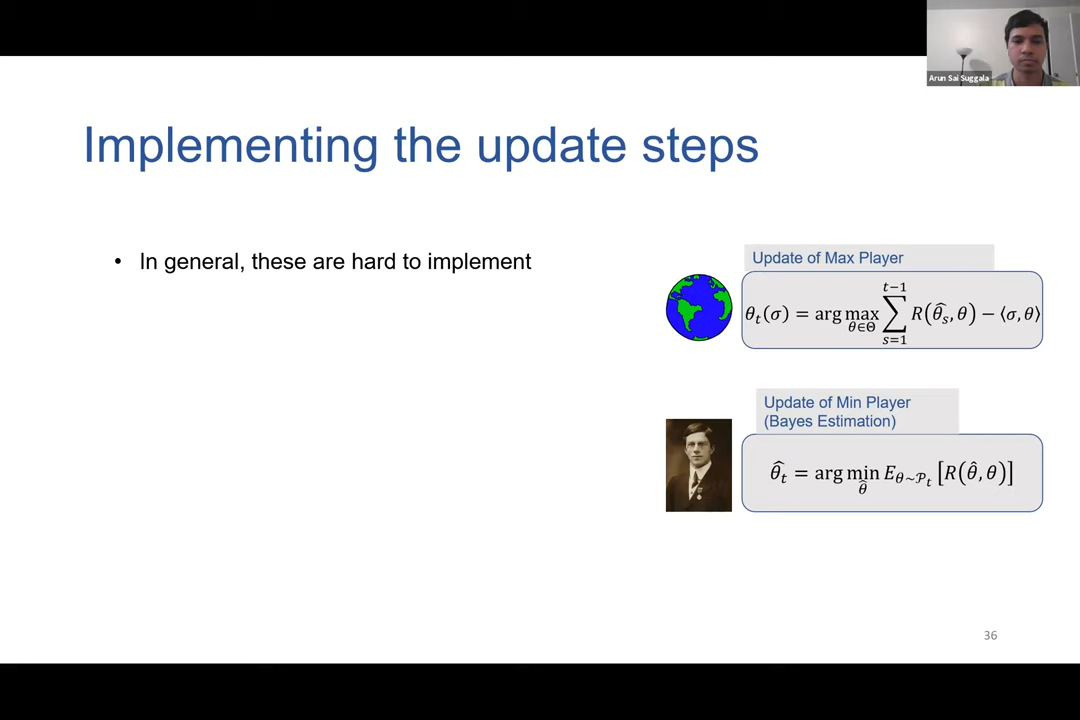 Arun Sai Suggala
Implementing the update steps
• In general, these are hard to implement
Update of Max Player
θ_t(σ) = arg max_{θ∈Θ} ∑_{s=1}^{t−1} R(θ̂_s, θ) − ⟨σ, θ⟩
Update of Min Player
(Bayes Estimation)
θ̂_t = arg min_{θ̂} E_{θ∼𝒫_t} [R(θ̂, θ)]
36